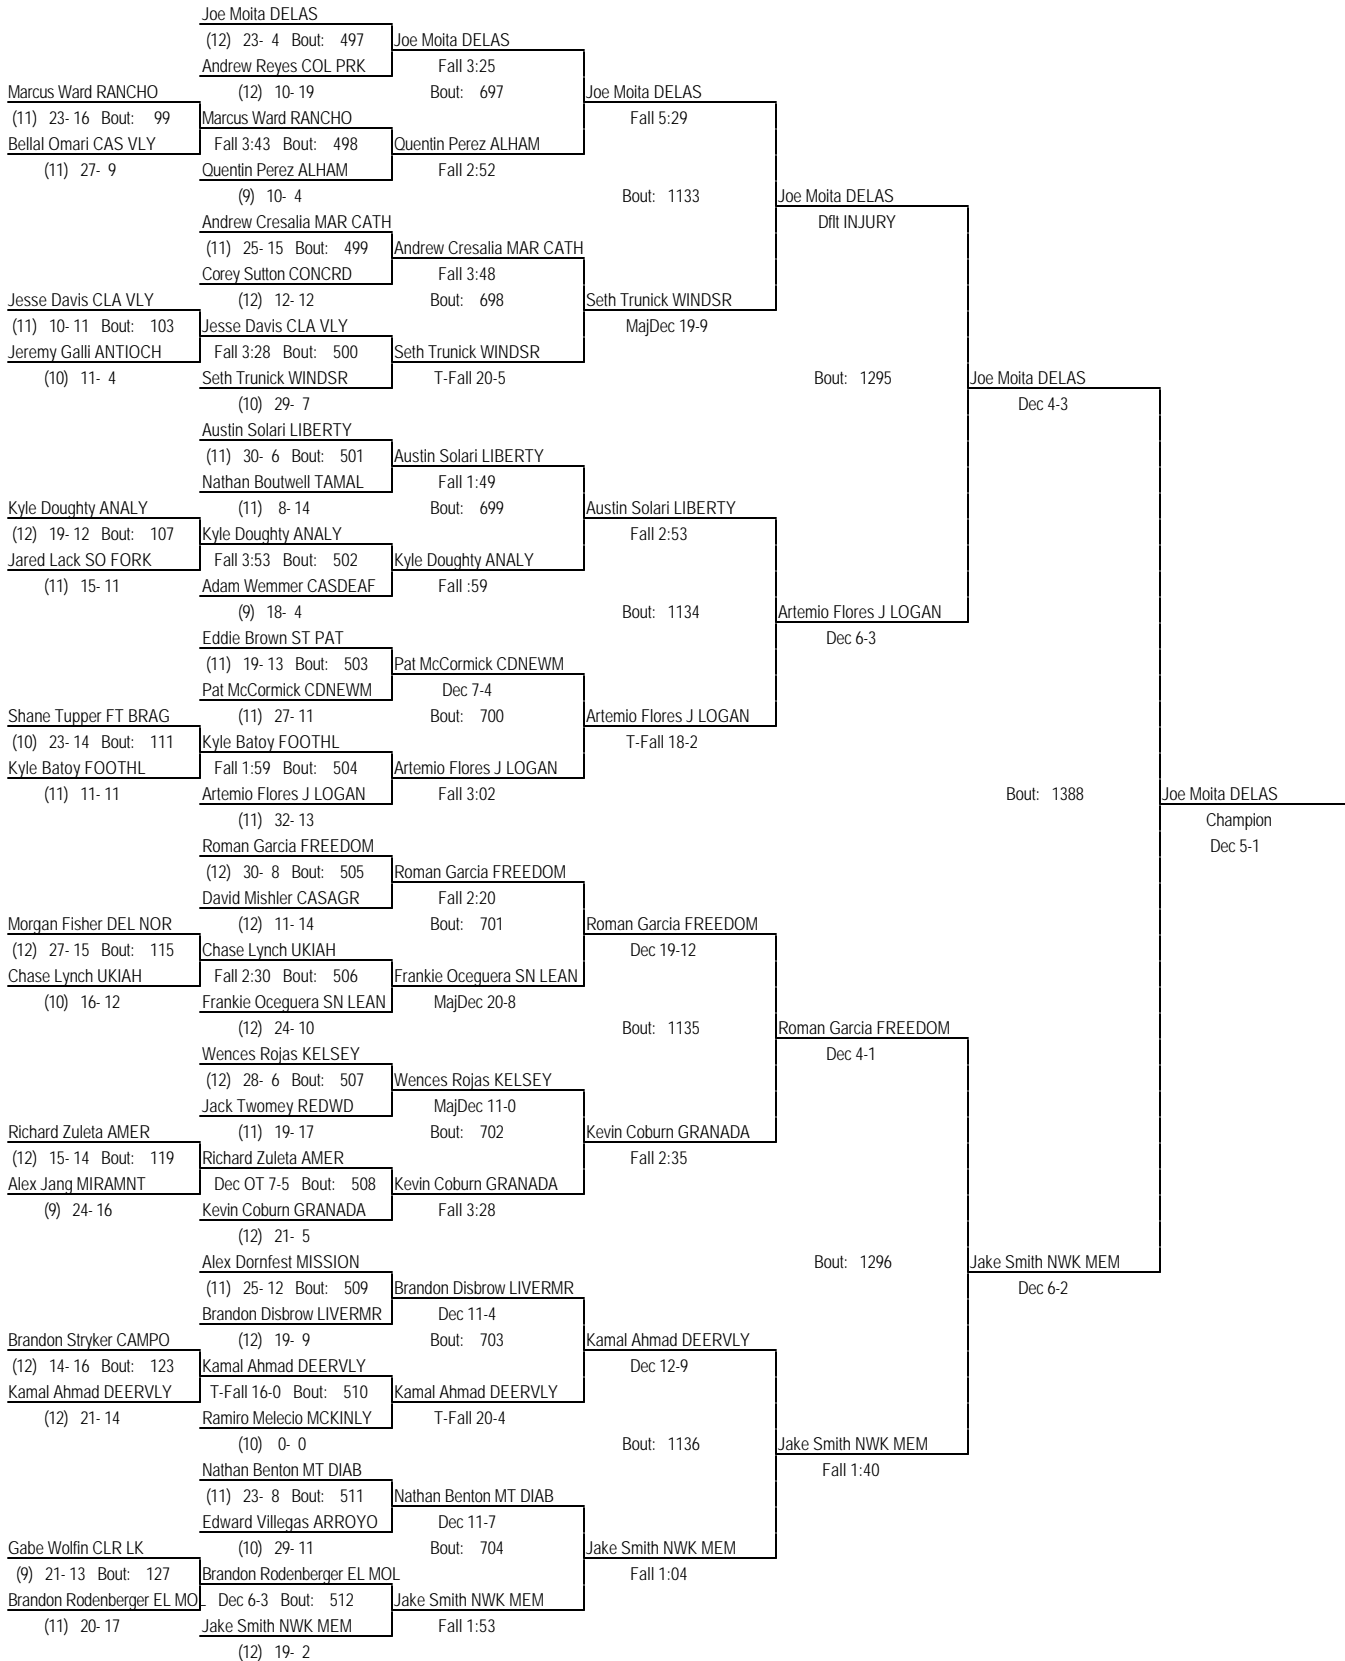 Joe Moita DELAS
(12) 23- 4 Bout: 497 Joe Moita DELAS
Andrew Reyes COL PRK Fall 3:25
Marcus Ward RANCHO (12) 10- 19 Bout: 697 Joe Moita DELAS
(11) 23- 16 Bout: 99 Marcus Ward RANCHO Fall 5:29
Bellal Omari CAS VLY Fall 3:43 Bout: 498 Quentin Perez ALHAM
(11) 27- 9 Quentin Perez ALHAM Fall 2:52
(9) 10- 4 Bout: 1133 Joe Moita DELAS
Andrew Cresalia MAR CATH Dflt INJURY
(11) 25- 15 Bout: 499 Andrew Cresalia MAR CATH
Corey Sutton CONCRD Fall 3:48
Jesse Davis CLA VLY (12) 12- 12 Bout: 698 Seth Trunick WINDSR
(11) 10- 11 Bout: 103 Jesse Davis CLA VLY MajDec 19-9
Jeremy Galli ANTIOCH Fall 3:28 Bout: 500 Seth Trunick WINDSR
(10) 11- 4 Seth Trunick WINDSR T-Fall 20-5 Bout: 1295 Joe Moita DELAS
(10) 29- 7 Dec 4-3
Austin Solari LIBERTY
(11) 30- 6 Bout: 501 Austin Solari LIBERTY
Nathan Boutwell TAMAL Fall 1:49
Kyle Doughty ANALY (11) 8- 14 Bout: 699 Austin Solari LIBERTY
(12) 19- 12 Bout: 107 Kyle Doughty ANALY Fall 2:53
Jared Lack SO FORK Fall 3:53 Bout: 502 Kyle Doughty ANALY
(11) 15- 11 Adam Wemmer CASDEAF Fall :59
(9) 18- 4 Bout: 1134 Artemio Flores J LOGAN
Eddie Brown ST PAT Dec 6-3
(11) 19- 13 Bout: 503 Pat McCormick CDNEWM
Pat McCormick CDNEWM Dec 7-4
Shane Tupper FT BRAG (11) 27- 11 Bout: 700 Artemio Flores J LOGAN
(10) 23- 14 Bout: 111 Kyle Batoy FOOTHL T-Fall 18-2
Kyle Batoy FOOTHL Fall 1:59 Bout: 504 Artemio Flores J LOGAN
(11) 11- 11 Artemio Flores J LOGAN Fall 3:02 Bout: 1388 Joe Moita DELAS
(11) 32- 13 Champion
Roman Garcia FREEDOM Dec 5-1
(12) 30- 8 Bout: 505 Roman Garcia FREEDOM
David Mishler CASAGR Fall 2:20
Morgan Fisher DEL NOR (12) 11- 14 Bout: 701 Roman Garcia FREEDOM
(12) 27- 15 Bout: 115 Chase Lynch UKIAH Dec 19-12
Chase Lynch UKIAH Fall 2:30 Bout: 506 Frankie Oceguera SN LEAN
(10) 16- 12 Frankie Oceguera SN LEAN MajDec 20-8
(12) 24- 10 Bout: 1135 Roman Garcia FREEDOM
Wences Rojas KELSEY Dec 4-1
(12) 28- 6 Bout: 507 Wences Rojas KELSEY
Jack Twomey REDWD MajDec 11-0
Richard Zuleta AMER (11) 19- 17 Bout: 702 Kevin Coburn GRANADA
(12) 15- 14 Bout: 119 Richard Zuleta AMER Fall 2:35
Alex Jang MIRAMNT Dec OT 7-5 Bout: 508 Kevin Coburn GRANADA
(9) 24- 16 Kevin Coburn GRANADA Fall 3:28
(12) 21- 5
Alex Dornfest MISSION Bout: 1296 Jake Smith NWK MEM
(11) 25- 12 Bout: 509 Brandon Disbrow LIVERMR Dec 6-2
Brandon Disbrow LIVERMR Dec 11-4
Brandon Stryker CAMPO (12) 19- 9 Bout: 703 Kamal Ahmad DEERVLY
(12) 14- 16 Bout: 123 Kamal Ahmad DEERVLY Dec 12-9
Kamal Ahmad DEERVLY T-Fall 16-0 Bout: 510 Kamal Ahmad DEERVLY
(12) 21- 14 Ramiro Melecio MCKINLY T-Fall 20-4
(10) 0- 0 Bout: 1136 Jake Smith NWK MEM
Nathan Benton MT DIAB Fall 1:40
(11) 23- 8 Bout: 511 Nathan Benton MT DIAB
Edward Villegas ARROYO Dec 11-7
Gabe Wolfin CLR LK (10) 29- 11 Bout: 704 Jake Smith NWK MEM
(9) 21- 13 Bout: 127 Brandon Rodenberger EL MOL Fall 1:04
Brandon Rodenberger EL MOL Dec 6-3 Bout: 512 Jake Smith NWK MEM
(11) 20- 17 Jake Smith NWK MEM Fall 1:53
(12) 19- 2